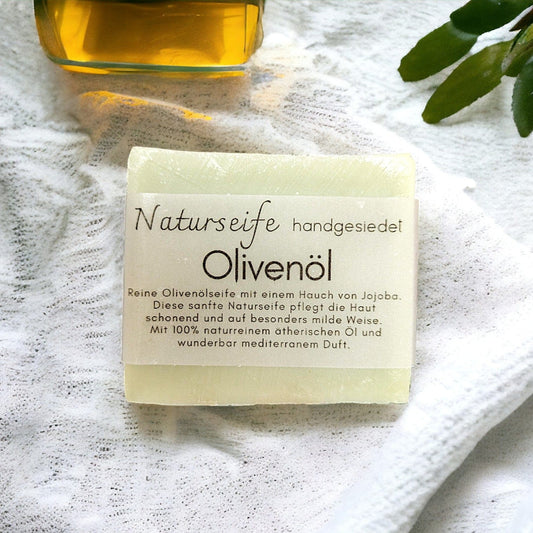 Naturseife handgesiedet
Olivenöl
Reine Olivenölseife mit einem Hauch von Jojoba.
Diese sanfte Naturseife pflegt die Haut
schonend und auf besonders milde Weise.
Mit 100% naturreinem ätherischen Öl und
wunderbar mediterranem Duft.